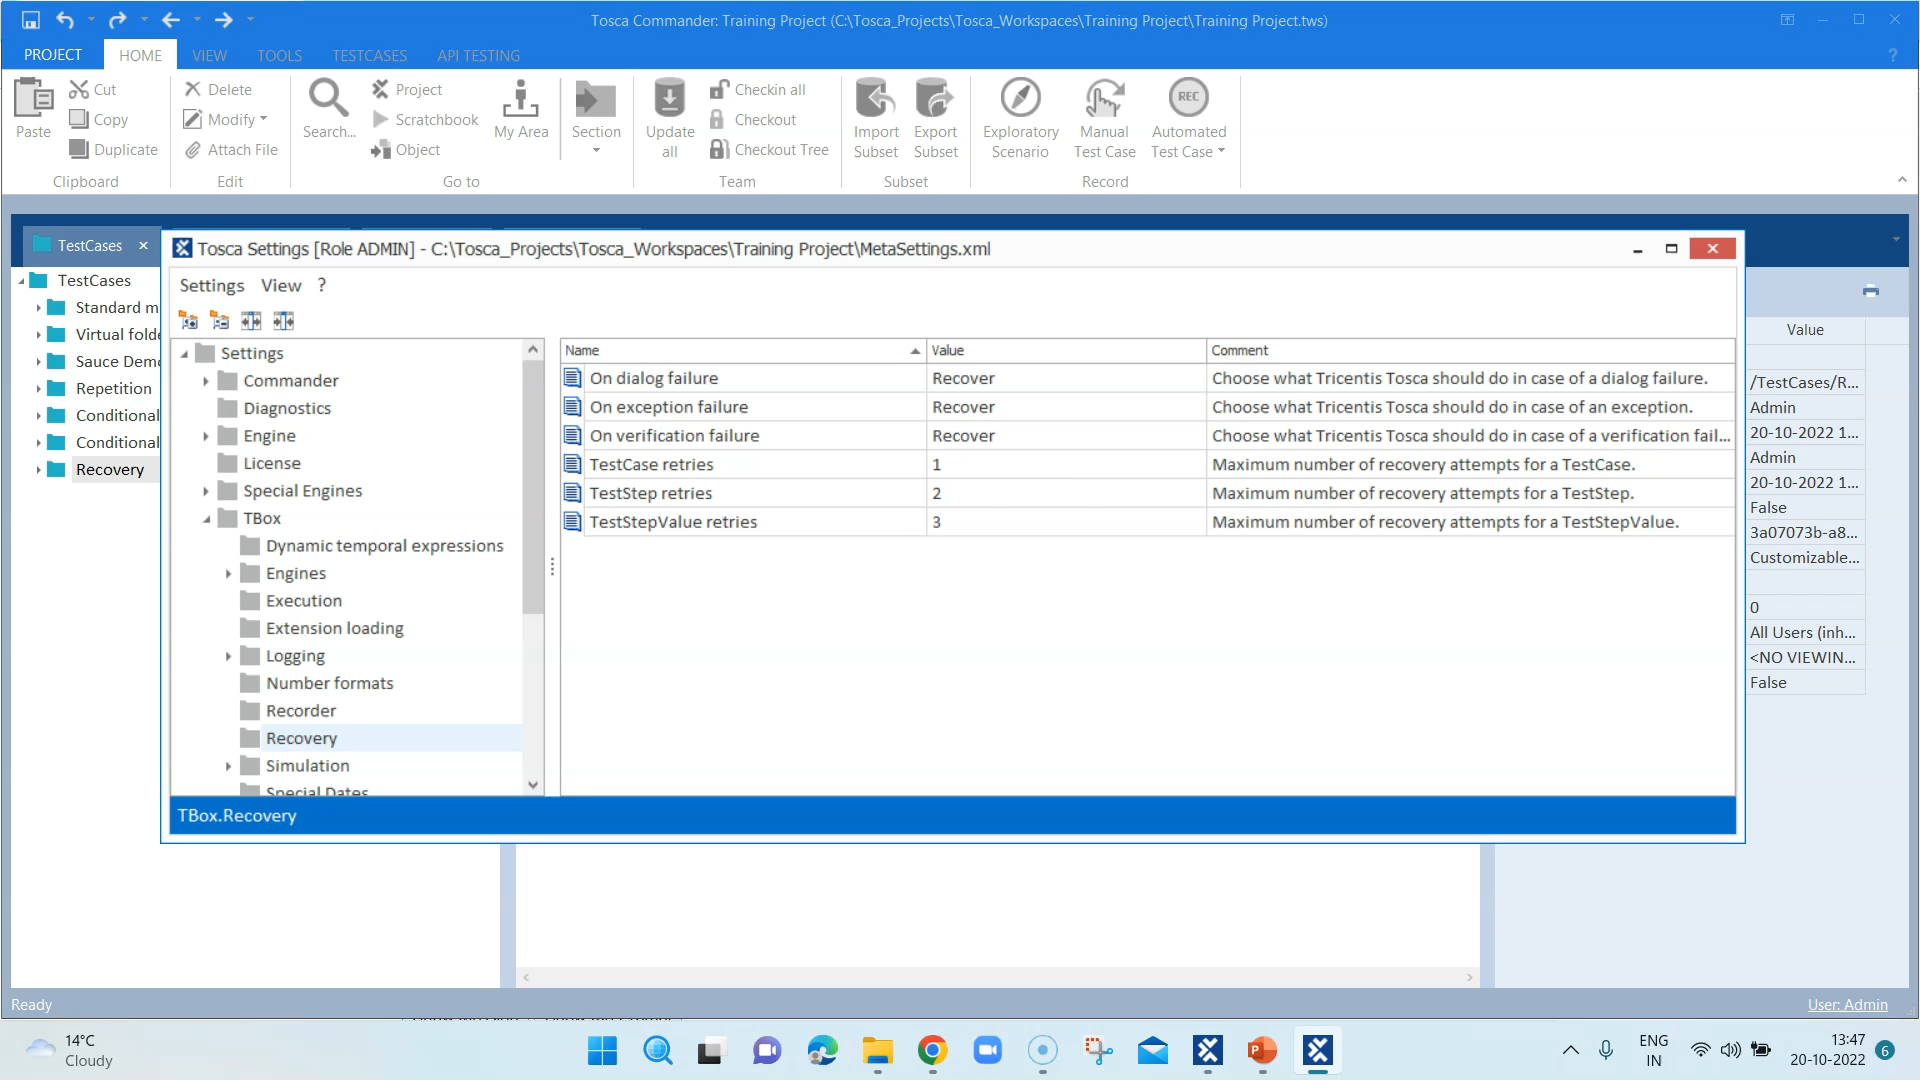 Tosca Commander: Training Project (C:\Tosca_Projects\Tosca_Workspaces\Training Project\Training Project.tws)
PROJECT HOME VIEW TOOLS TESTCASES API TESTING ?
Paste
Cut
Copy
Duplicate
Clipboard
Delete
Modify
Attach File
Edit
Search...
Project
Scratchbook
Object
My Area
Go to
Section
Update all
Checkin all
Checkout
Checkout Tree
Team
Import Subset
Export Subset
Subset
Exploratory Scenario
Manual Test Case
REC
Automated Test Case
Record
TestCases
TestCases
Standard m
Virtual folde
Sauce Demo
Repetition
Conditional
Conditional
Recovery
Tosca Settings [Role ADMIN] - C:\Tosca_Projects\Tosca_Workspaces\Training Project\MetaSettings.xml
Settings View ?
Settings
Commander
Diagnostics
Engine
License
Special Engines
TBox
Dynamic temporal expressions
Engines
Execution
Extension loading
Logging
Number formats
Recorder
Recovery
Simulation
Special Dates
Name Value Comment
On dialog failure Recover Choose what Tricentis Tosca should do in case of a dialog failure.
On exception failure Recover Choose what Tricentis Tosca should do in case of an exception.
On verification failure Recover Choose what Tricentis Tosca should do in case of a verification fail...
TestCase retries 1 Maximum number of recovery attempts for a TestCase.
TestStep retries 2 Maximum number of recovery attempts for a TestStep.
TestStepValue retries 3 Maximum number of recovery attempts for a TestStepValue.
TBox.Recovery
Value
/TestCases/R...
Admin
20-10-2022 1...
Admin
20-10-2022 1...
False
3a07073b-a8...
Customizable...
0
All Users (inh...
<NO VIEWIN...
False
Ready
User: Admin
14°C
Cloudy
ENG
IN
13:47
20-10-2022
6